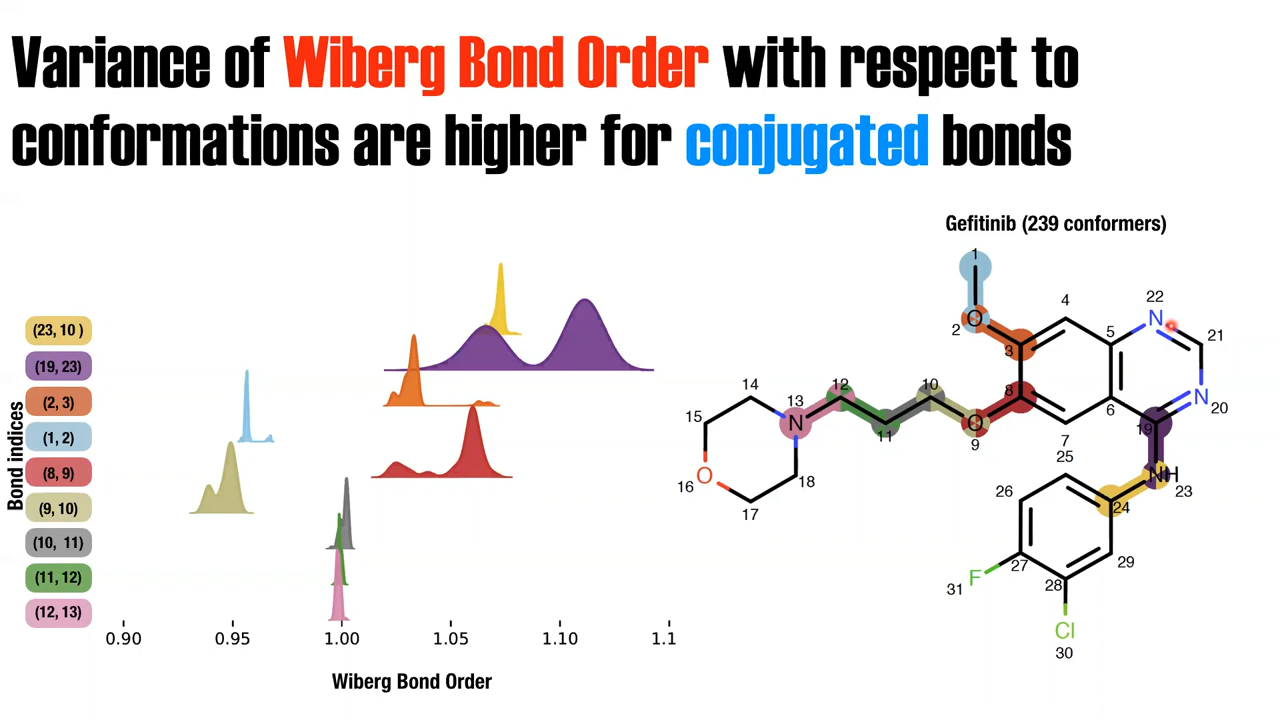 Variance of Wiberg Bond Order with respect to
conformations are higher for conjugated bonds
Gefitinib (239 conformers)
Bond indices
(23, 10 )
(19, 23)
(2, 3)
(1, 2)
(8, 9)
(9, 10)
(10, 11)
(11, 12)
(12, 13)
0.90 0.95 1.00 1.05 1.10 1.1
Wiberg Bond Order
1
O
2
3
4
5
22
N
21
N
20
6
19
7
8
O
9
10
11
12
13
N
14
15
O
16
17
18
NH
23
24
25
26
27
28
29
F
31
Cl
30